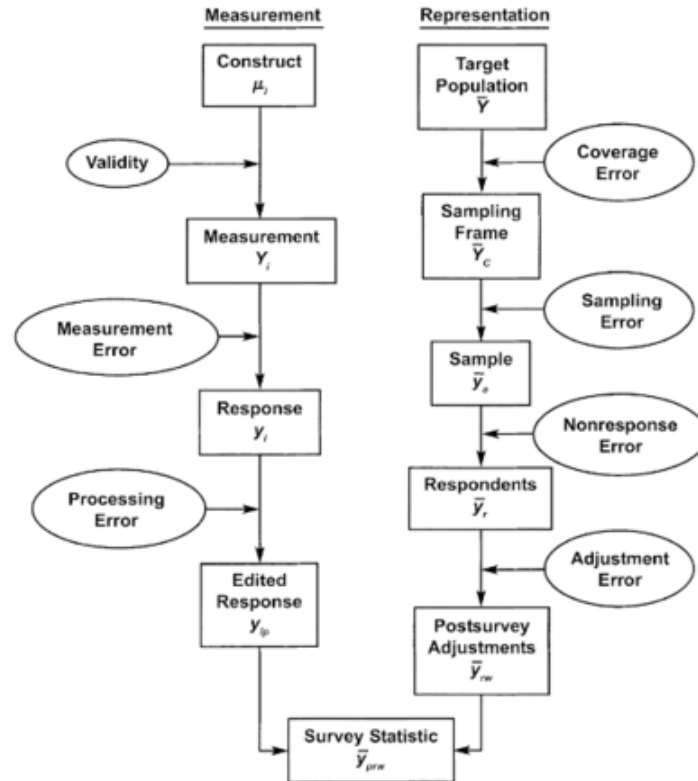 Measurement
Construct
μi
Validity
Measurement
Yi
Measurement
Error
Response
yi
Processing
Error
Edited
Response
yip
Representation
Target
Population
Ȳ
Coverage
Error
Sampling
Frame
ȲC
Sampling
Error
Sample
ȳs
Nonresponse
Error
Respondents
ȳr
Adjustment
Error
Postsurvey
Adjustments
ȳrw
Survey Statistic
ȳprw